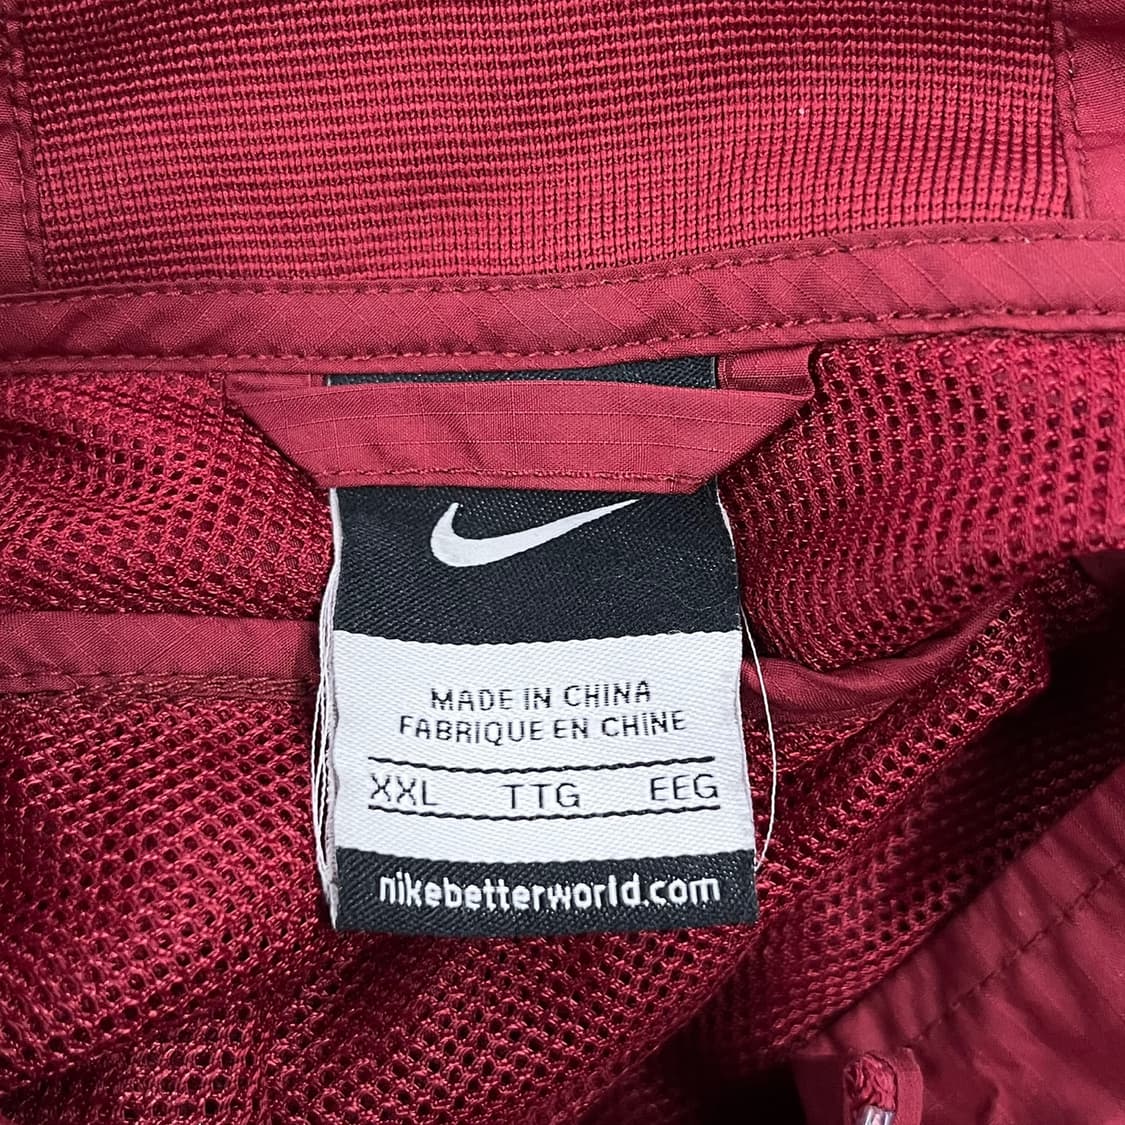 MADE IN CHINA
FABRIQUE EN CHINE
XXL TTG EEG
nikebetterworld.com